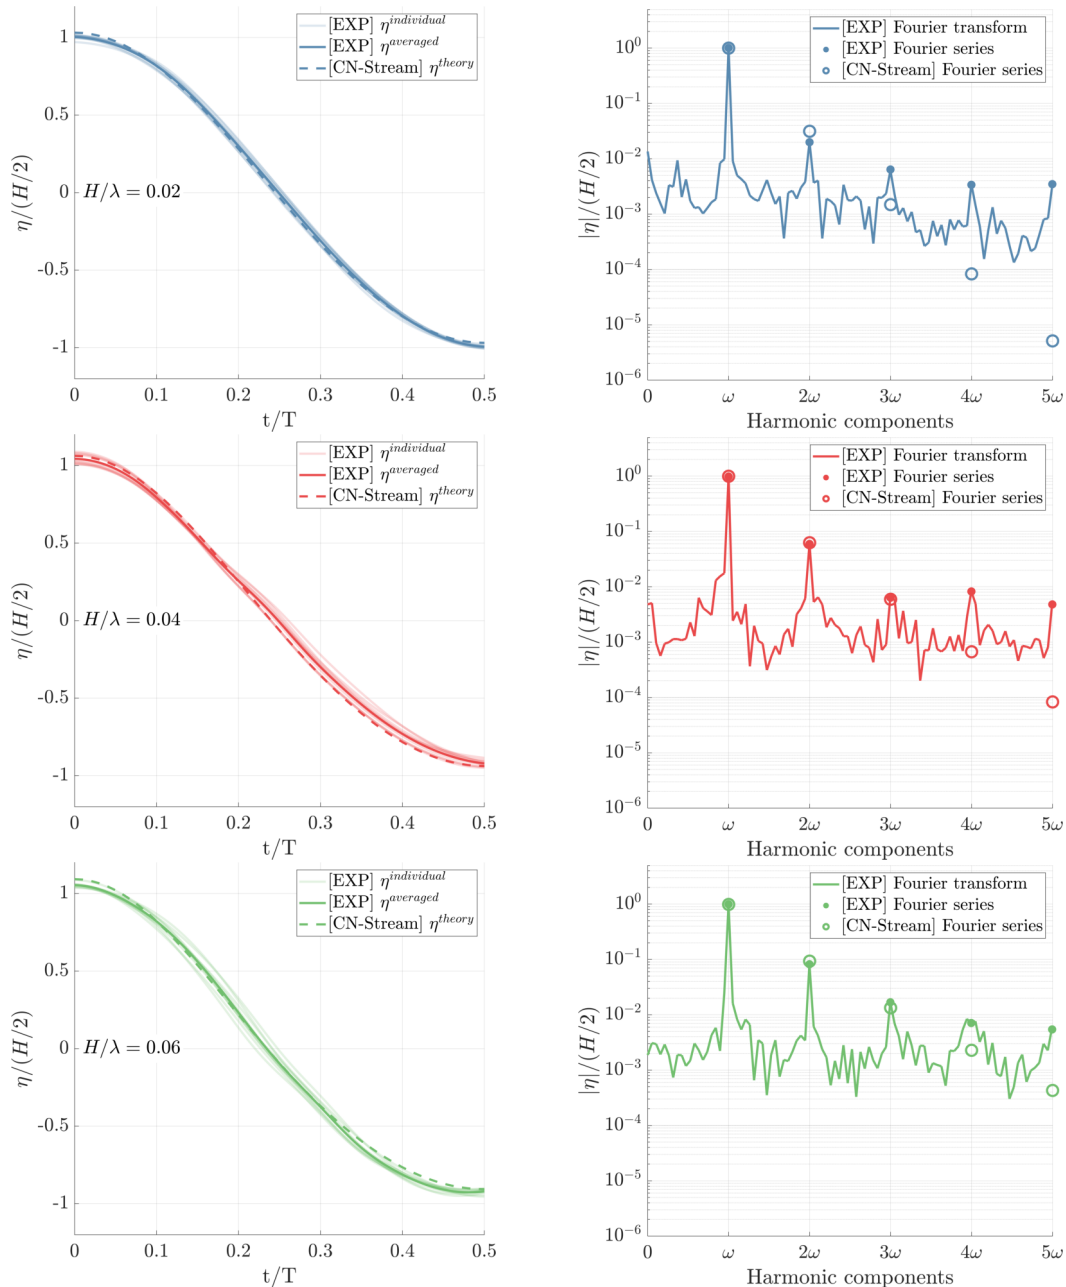 [EXP] η^individual
[EXP] η^averaged
[CN-Stream] η^theory
1
0.5
0
-0.5
-1
η/(H/2)
H/λ = 0.02
0 0.1 0.2 0.3 0.4 0.5
t/T
[EXP] Fourier transform
[EXP] Fourier series
[CN-Stream] Fourier series
10^0
10^-1
10^-2
10^-3
10^-4
10^-5
10^-6
|η|/(H/2)
0 ω 2ω 3ω 4ω 5ω
Harmonic components
[EXP] η^individual
[EXP] η^averaged
[CN-Stream] η^theory
1
0.5
0
-0.5
-1
η/(H/2)
H/λ = 0.04
0 0.1 0.2 0.3 0.4 0.5
t/T
[EXP] Fourier transform
[EXP] Fourier series
[CN-Stream] Fourier series
10^0
10^-1
10^-2
10^-3
10^-4
10^-5
10^-6
|η|/(H/2)
0 ω 2ω 3ω 4ω 5ω
Harmonic components
[EXP] η^individual
[EXP] η^averaged
[CN-Stream] η^theory
1
0.5
0
-0.5
-1
η/(H/2)
H/λ = 0.06
0 0.1 0.2 0.3 0.4 0.5
t/T
[EXP] Fourier transform
[EXP] Fourier series
[CN-Stream] Fourier series
10^0
10^-1
10^-2
10^-3
10^-4
10^-5
10^-6
|η|/(H/2)
0 ω 2ω 3ω 4ω 5ω
Harmonic components